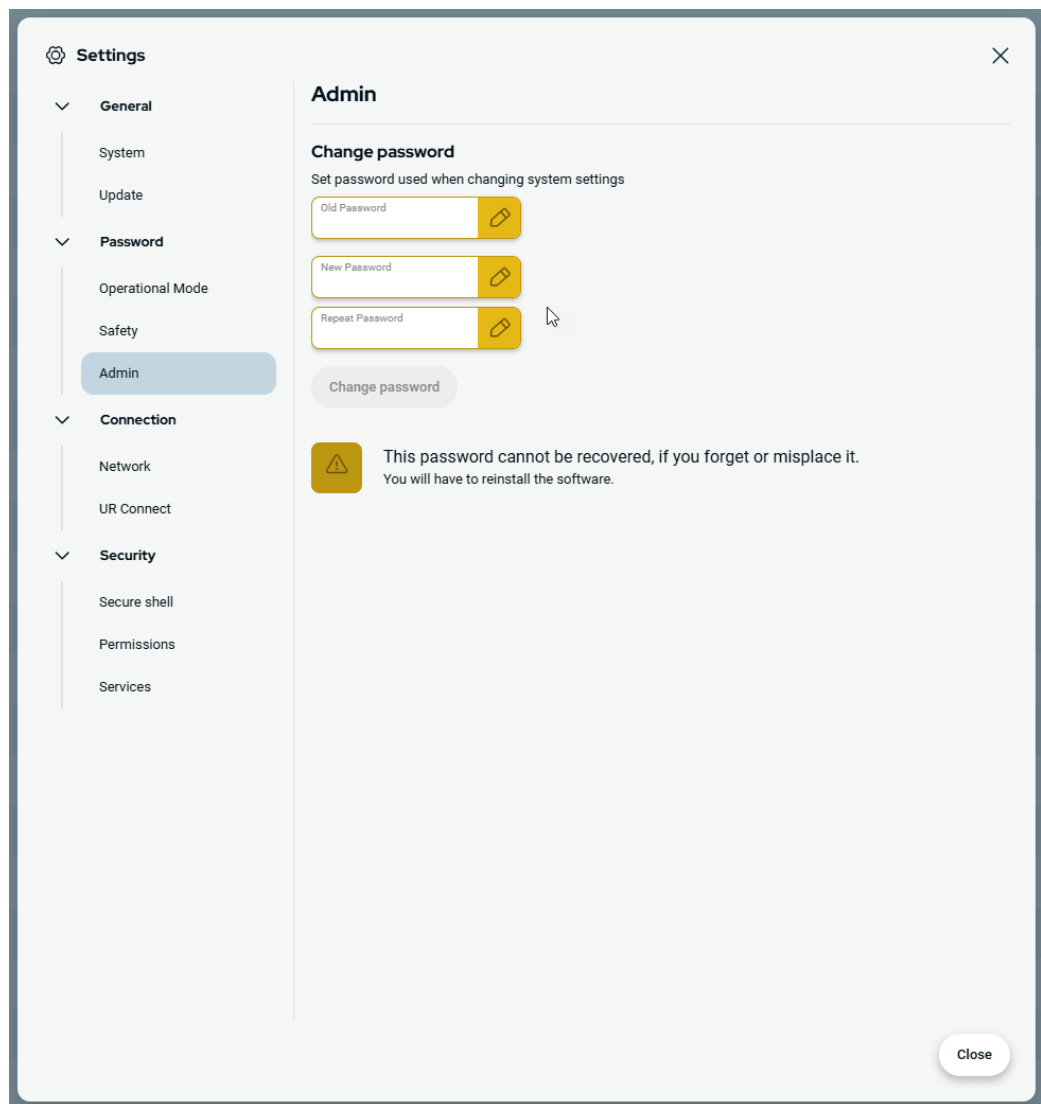 Settings
General
System
Update
Password
Operational Mode
Safety
Admin
Connection
Network
UR Connect
Security
Secure shell
Permissions
Services
Admin
Change password
Set password used when changing system settings
Old Password
New Password
Repeat Password
Change password
This password cannot be recovered, if you forget or misplace it.
You will have to reinstall the software.
Close